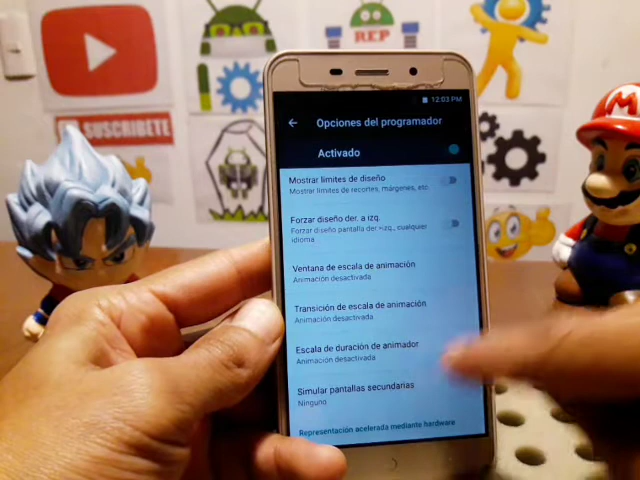 REP
SUSCRIBETE
M
12:03 PM
Opciones del programador
Activado
Mostrar límites de diseño
Mostrar límites de recortes, márgenes, etc.
Forzar diseño der. a izq.
Forzar diseño pantalla der.>izq., cualquier
idioma
Ventana de escala de animación
Animación desactivada
Transición de escala de animación
Animación desactivada
Escala de duración de animador
Animación desactivada
Simular pantallas secundarias
Ninguno
Representación acelerada mediante hardware